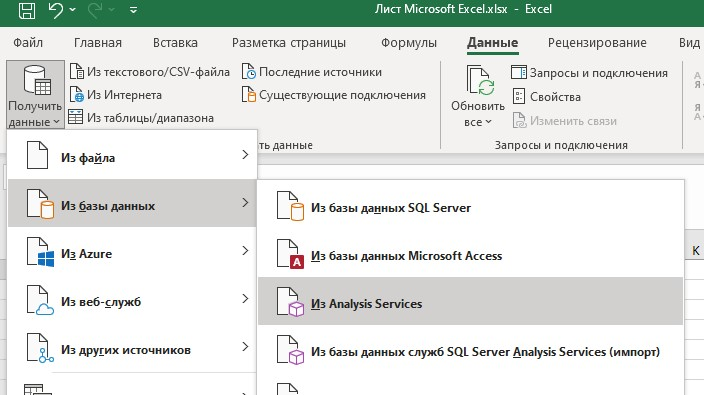 Лист Microsoft Excel.xlsx - Excel
Файл Главная Вставка Разметка страницы Формулы Данные Рецензирование Вид
Получить данные
Из текстового/CSV-файла
Из Интернета
Из таблицы/диапазона
Последние источники
Существующие подключения
Обновить все
Запросы и подключения
Свойства
Изменить связи
данные
Запросы и подключения
Из файла
Из базы данных
Из Azure
Из веб-служб
Из других источников
Из базы данных SQL Server
Из базы данных Microsoft Access
Из Analysis Services
Из базы данных служб SQL Server Analysis Services (импорт)
K